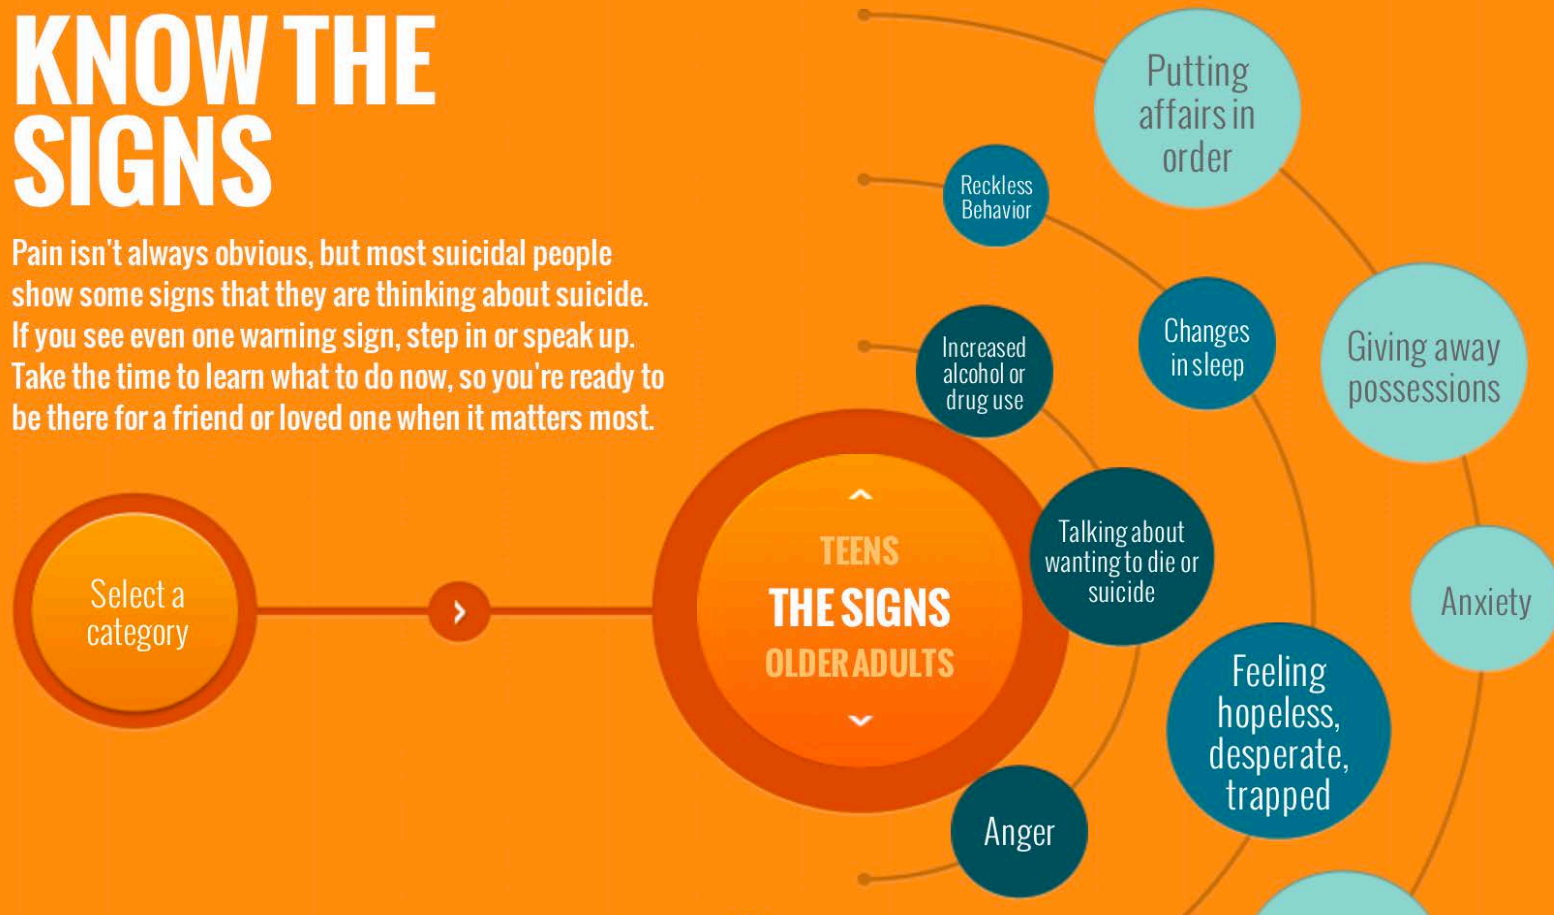 KNOW THE
SIGNS
Pain isn't always obvious, but most suicidal people
show some signs that they are thinking about suicide.
If you see even one warning sign, step in or speak up.
Take the time to learn what to do now, so you're ready to
be there for a friend or loved one when it matters most.
Select a
category
TEENS
THE SIGNS
OLDER ADULTS
Increased
alcohol or
drug use
Talking about
wanting to die or
suicide
Anger
Reckless
Behavior
Changes
in sleep
Feeling
hopeless,
desperate,
trapped
Putting
affairs in
order
Giving away
possessions
Anxiety